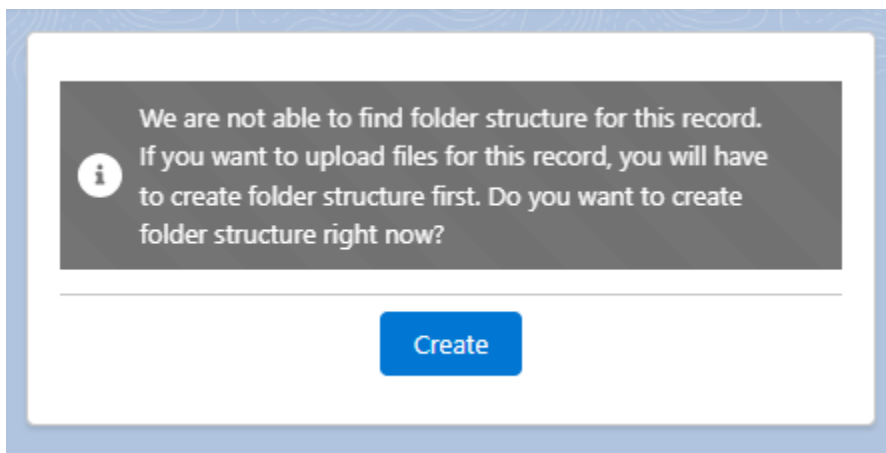 We are not able to find folder structure for this record.
If you want to upload files for this record, you will have
to create folder structure first. Do you want to create
folder structure right now?
Create